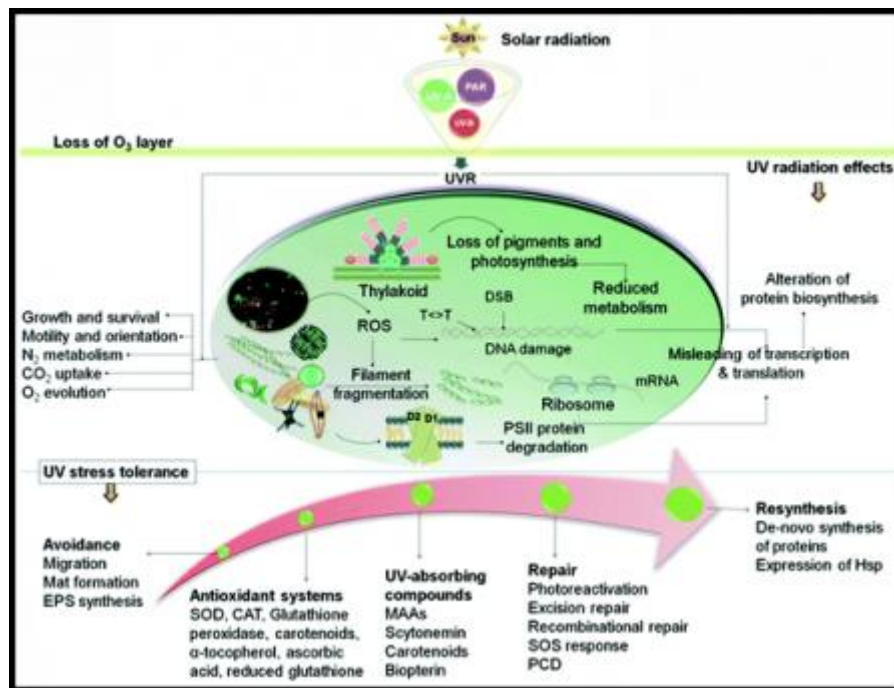 Sun
Solar radiation
PAR
UV-B
Loss of O₃ layer
UVR
UV radiation effects
Loss of pigments and
photosynthesis
Thylakoid
Reduced
metabolism
Alteration of
protein biosynthesis
DSB
T<>T
ROS
DNA damage
Growth and survival
Motility and orientation
N₂ metabolism
CO₂ uptake
O₂ evolution
Misleading of transcription
& translation
Filament
fragmentation
mRNA
Ribosome
D2 D1
PSII protein
degradation
UV stress tolerance
Avoidance
Migration
Mat formation
EPS synthesis
Antioxidant systems
SOD, CAT, Glutathione
peroxidase, carotenoids,
α-tocopherol, ascorbic
acid, reduced glutathione
UV-absorbing
compounds
MAAs
Scytonemin
Carotenoids
Biopterin
Repair
Photoreactivation
Excision repair
Recombinational repair
SOS response
PCD
Resynthesis
De-novo synthesis
of proteins
Expression of Hsp